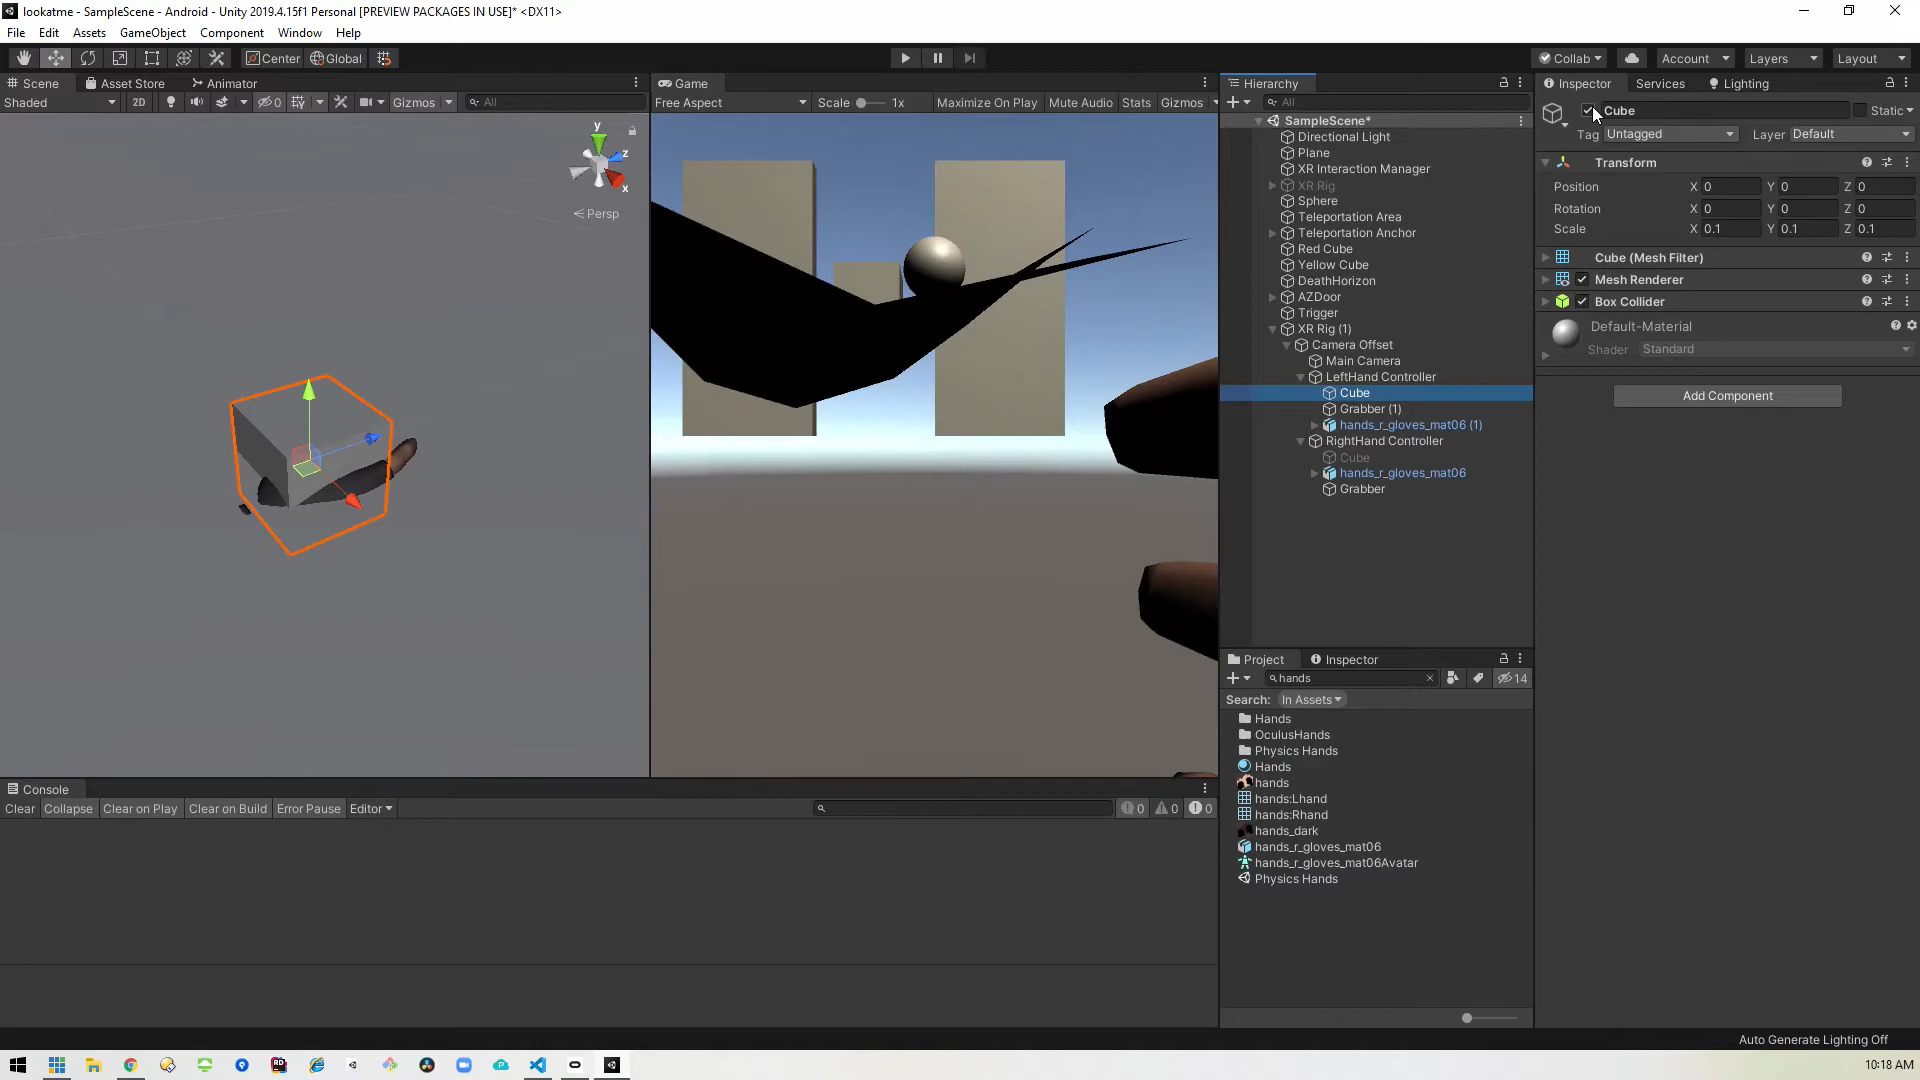 lookatme - SampleScene - Android - Unity 2019.4.15f1 Personal [PREVIEW PACKAGES IN USE]* <DX11>
File Edit Assets GameObject Component Window Help
Center Global Collab Account Layers Layout
Scene Asset Store Animator
Shaded 2D 0 Gizmos All
y
z
x
Persp
Game
Free Aspect Scale 1x Maximize On Play Mute Audio Stats Gizmos
Hierarchy
All
SampleScene*
Directional Light
Plane
XR Interaction Manager
XR Rig
Sphere
Teleportation Area
Teleportation Anchor
Red Cube
Yellow Cube
DeathHorizon
AZDoor
Trigger
XR Rig (1)
Camera Offset
Main Camera
LeftHand Controller
Cube
Grabber (1)
hands_r_gloves_mat06 (1)
RightHand Controller
Cube
hands_r_gloves_mat06
Grabber
Inspector Services Lighting
Cube Static
Tag Untagged Layer Default
Transform
Position X 0 Y 0 Z 0
Rotation X 0 Y 0 Z 0
Scale X 0.1 Y 0.1 Z 0.1
Cube (Mesh Filter)
Mesh Renderer
Box Collider
Default-Material
Shader Standard
Add Component
Project Inspector
hands 14
Search: In Assets
Hands
OculusHands
Physics Hands
Hands
hands
hands:Lhand
hands:Rhand
hands_dark
hands_r_gloves_mat06
hands_r_gloves_mat06Avatar
Physics Hands
Console
Clear Collapse Clear on Play Clear on Build Error Pause Editor 0 0 0
Auto Generate Lighting Off
10:18 AM